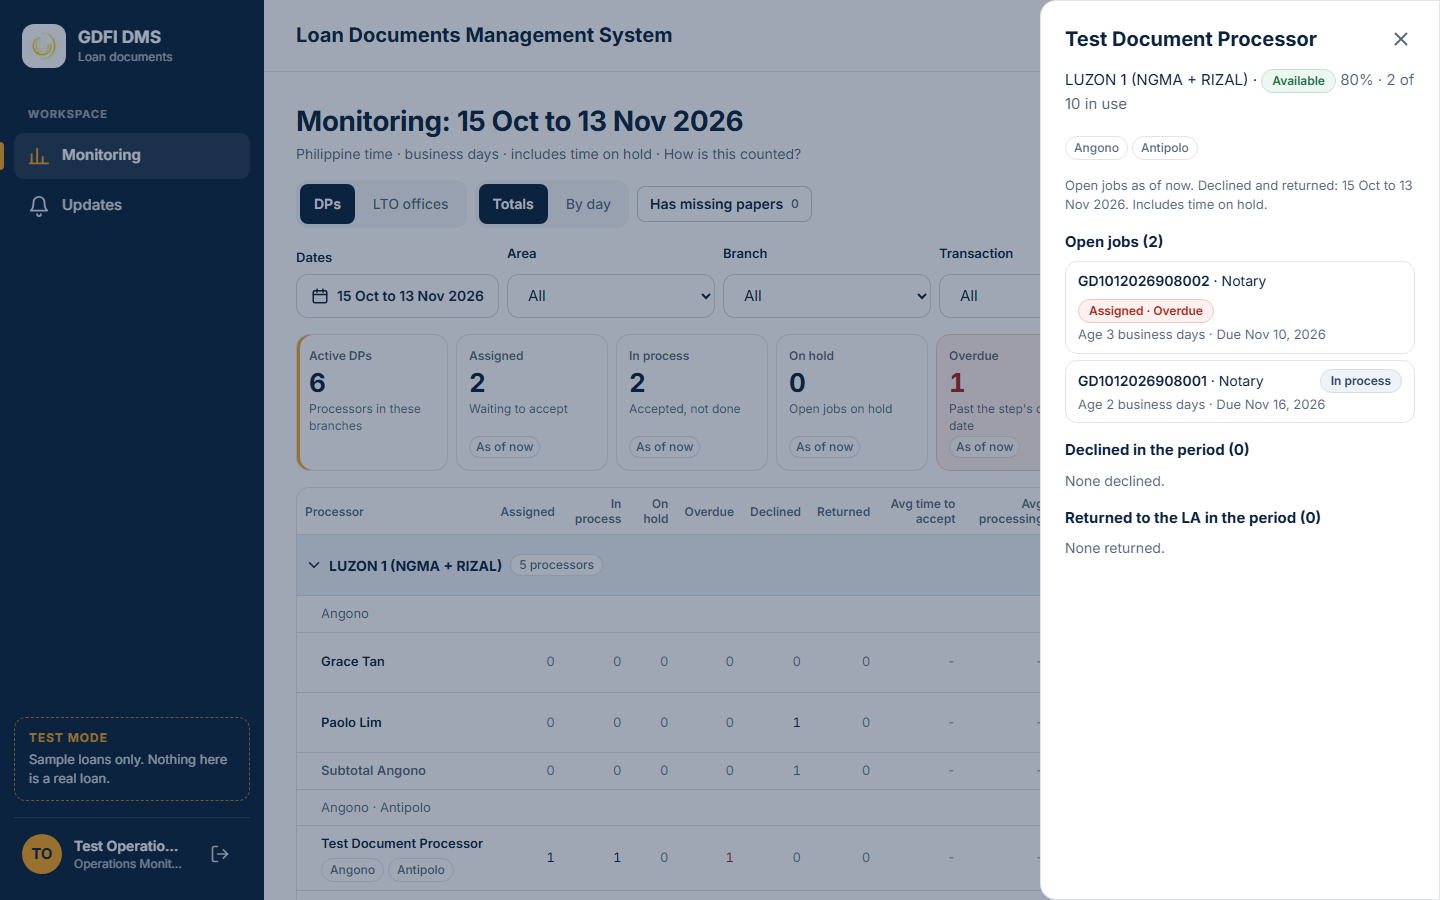 GDFI DMS
Loan documents
WORKSPACE
Monitoring
Updates
TEST MODE
Sample loans only. Nothing here
is a real loan.
TO
Test Operatio...
Operations Monit...
Loan Documents Management System
Monitoring: 15 Oct to 13 Nov 2026
Philippine time · business days · includes time on hold · How is this counted?
DPs
LTO offices
Totals
By day
Has missing papers 0
Dates
Area
Branch
Transaction
15 Oct to 13 Nov 2026
All
All
All
Active DPs
6
Processors in these
branches
Assigned
2
Waiting to accept
As of now
In process
2
Accepted, not done
As of now
On hold
0
Open jobs on hold
As of now
Overdue
1
Past the step's
date
As of now
Processor
Assigned
In
process
On
hold
Overdue
Declined
Returned
Avg time to
accept
Avg
processing
LUZON 1 (NGMA + RIZAL) 5 processors
Angono
Grace Tan 0 0 0 0 0 0 - -
Paolo Lim 0 0 0 0 1 0 - -
Subtotal Angono 0 0 0 0 1 0 - -
Angono · Antipolo
Test Document Processor
Angono Antipolo
1 1 0 1 0 0 - -
Test Document Processor
LUZON 1 (NGMA + RIZAL) · Available 80% · 2 of
10 in use
Angono Antipolo
Open jobs as of now. Declined and returned: 15 Oct to 13
Nov 2026. Includes time on hold.
Open jobs (2)
GD1012026908002 · Notary
Assigned · Overdue
Age 3 business days · Due Nov 10, 2026
GD1012026908001 · Notary In process
Age 2 business days · Due Nov 16, 2026
Declined in the period (0)
None declined.
Returned to the LA in the period (0)
None returned.